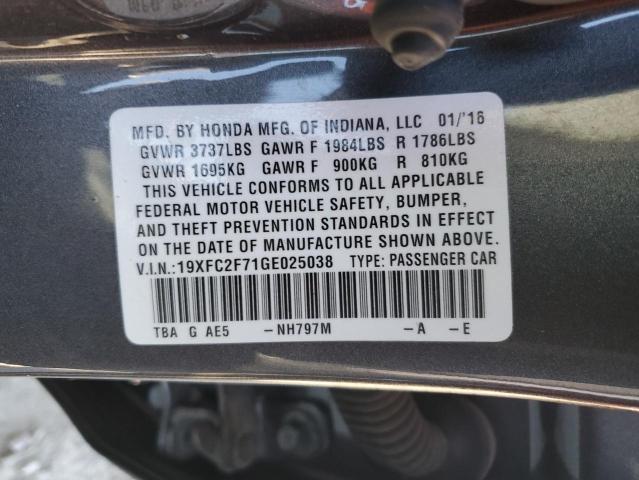 MFD. BY HONDA MFG. OF INDIANA, LLC 01/'16
GVWR 3737LBS GAWR F 1984LBS R 1786LBS
GVWR 1695KG GAWR F 900KG R 810KG
THIS VEHICLE CONFORMS TO ALL APPLICABLE
FEDERAL MOTOR VEHICLE SAFETY, BUMPER,
AND THEFT PREVENTION STANDARDS IN EFFECT
ON THE DATE OF MANUFACTURE SHOWN ABOVE.
V.I.N.:19XFC2F71GE025038 TYPE: PASSENGER CAR
TBA G AE5 -NH797M -A -E